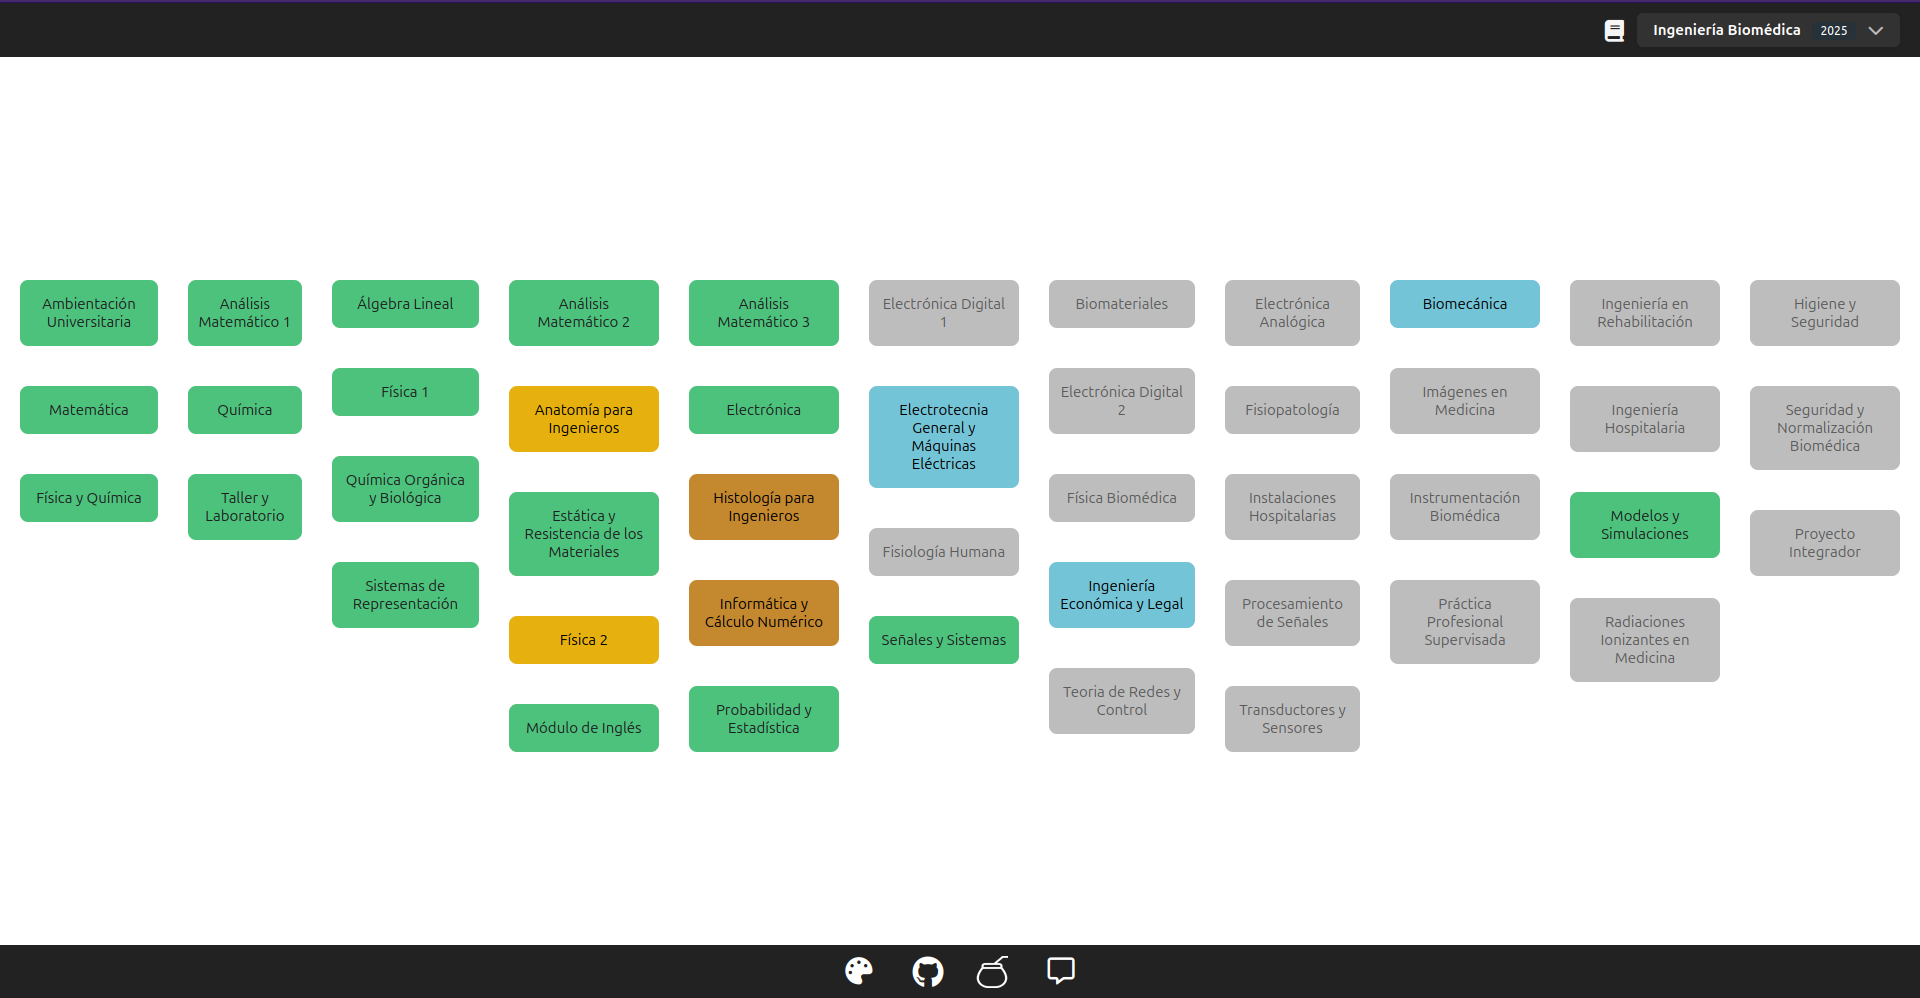 Ingeniería Biomédica 2025
Ambientación
Universitaria
Matemática
Física y Química
Análisis
Matemático 1
Química
Taller y
Laboratorio
Álgebra Lineal
Física 1
Química Orgánica
y Biológica
Sistemas de
Representación
Análisis
Matemático 2
Anatomía para
Ingenieros
Estática y
Resistencia de los
Materiales
Física 2
Módulo de Inglés
Análisis
Matemático 3
Electrónica
Histología para
Ingenieros
Informática y
Cálculo Numérico
Probabilidad y
Estadística
Electrónica Digital
1
Electrotecnia
General y
Máquinas
Eléctricas
Fisiología Humana
Señales y Sistemas
Biomateriales
Electrónica Digital
2
Física Biomédica
Ingeniería
Económica y Legal
Teoria de Redes y
Control
Electrónica
Analógica
Fisiopatología
Instalaciones
Hospitalarias
Procesamiento
de Señales
Transductores y
Sensores
Biomecánica
Imágenes en
Medicina
Instrumentación
Biomédica
Práctica
Profesional
Supervisada
Ingeniería en
Rehabilitación
Ingeniería
Hospitalaria
Modelos y
Simulaciones
Radiaciones
Ionizantes en
Medicina
Higiene y
Seguridad
Seguridad y
Normalización
Biomédica
Proyecto
Integrador